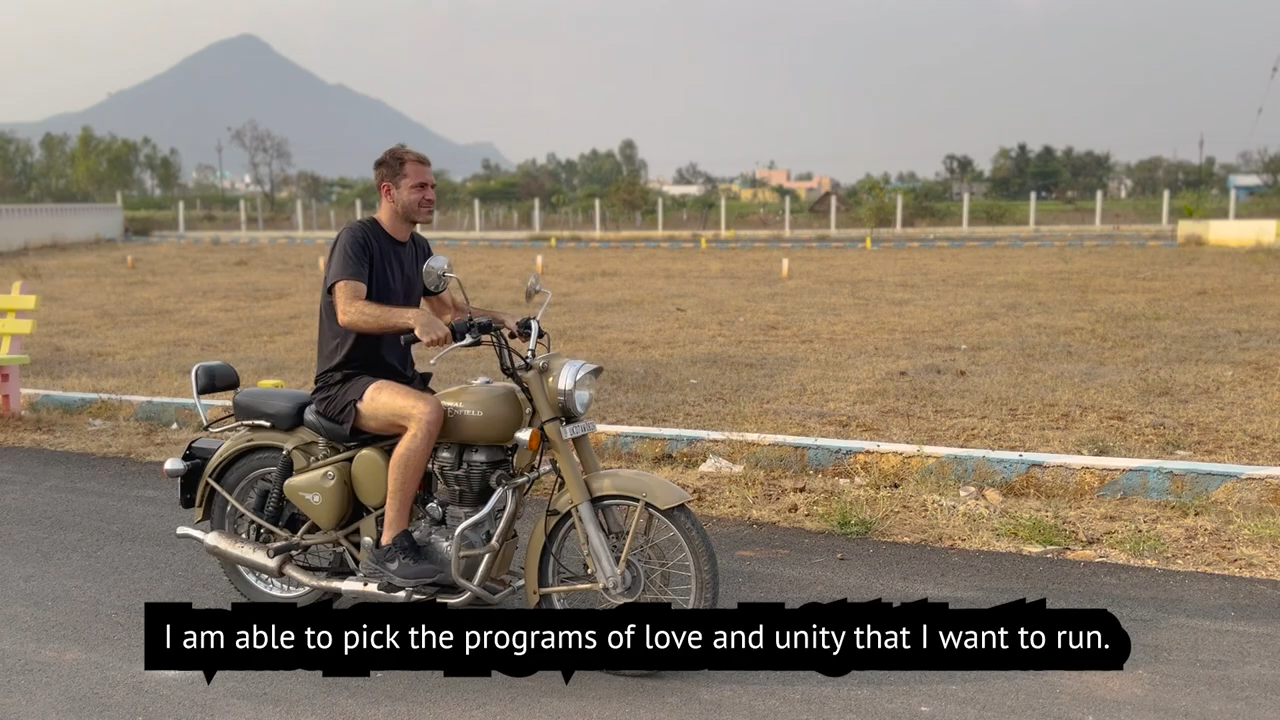 ENFIELD
I am able to pick the programs of love and unity that I want to run.